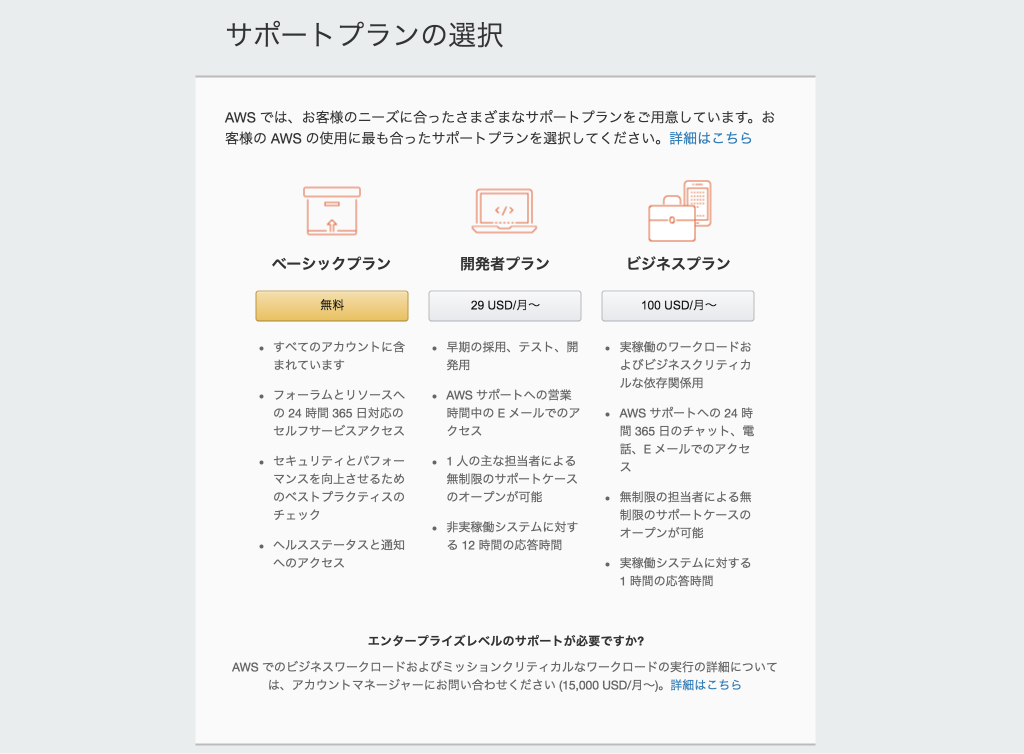 サポートプランの選択
AWS では、お客様のニーズに合ったさまざまなサポートプランをご用意しています。お
客様の AWS の使用に最も合ったサポートプランを選択してください。詳細はこちら
ベーシックプラン
無料
• すべてのアカウントに含
まれています
• フォーラムとリソースへ
の 24 時間 365 日対応の
セルフサービスアクセス
• セキュリティとパフォー
マンスを向上させるため
のベストプラクティスの
チェック
• ヘルスステータスと通知
へのアクセス
開発者プラン
29 USD/月～
• 早期の採用、テスト、開
発用
• AWS サポートへの営業
時間中の E メールでのア
クセス
• 1 人の主な担当者による
無制限のサポートケース
のオープンが可能
• 非実稼働システムに対す
る 12 時間の応答時間
ビジネスプラン
100 USD/月～
• 実稼働のワークロードお
よびビジネスクリティカ
ルな依存関係用
• AWS サポートへの 24 時
間 365 日のチャット、電
話、E メールでのアクセ
ス
• 無制限の担当者による無
制限のサポートケースの
オープンが可能
• 実稼働システムに対する
1 時間の応答時間
エンタープライズレベルのサポートが必要ですか?
AWS でのビジネスワークロードおよびミッションクリティカルなワークロードの実行の詳細について
は、アカウントマネージャーにお問い合わせください (15,000 USD/月～)。詳細はこちら